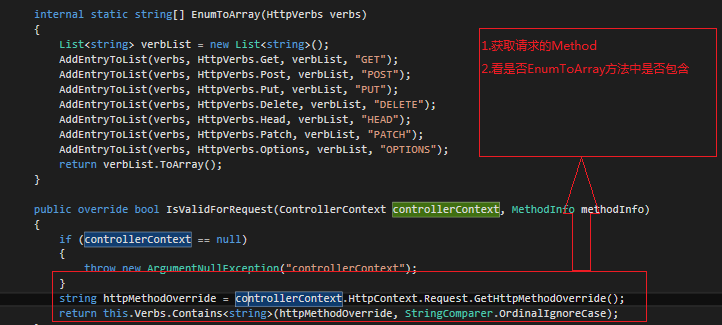 internal static string[] EnumToArray(HttpVerbs verbs)
{
List<string> verbList = new List<string>();
AddEntryToList(verbs, HttpVerbs.Get, verbList, "GET");
AddEntryToList(verbs, HttpVerbs.Post, verbList, "POST");
AddEntryToList(verbs, HttpVerbs.Put, verbList, "PUT");
AddEntryToList(verbs, HttpVerbs.Delete, verbList, "DELETE");
AddEntryToList(verbs, HttpVerbs.Head, verbList, "HEAD");
AddEntryToList(verbs, HttpVerbs.Patch, verbList, "PATCH");
AddEntryToList(verbs, HttpVerbs.Options, verbList, "OPTIONS");
return verbList.ToArray();
}
1.获取请求的Method
2.看是否EnumToArray方法中是否包含
public override bool IsValidForRequest(ControllerContext controllerContext, MethodInfo methodInfo)
{
if (controllerContext == null)
{
throw new ArgumentNullException("controllerContext");
}
string httpMethodOverride = controllerContext.HttpContext.Request.GetHttpMethodOverride();
return this.Verbs.Contains<string>(httpMethodOverride, StringComparer.OrdinalIgnoreCase);